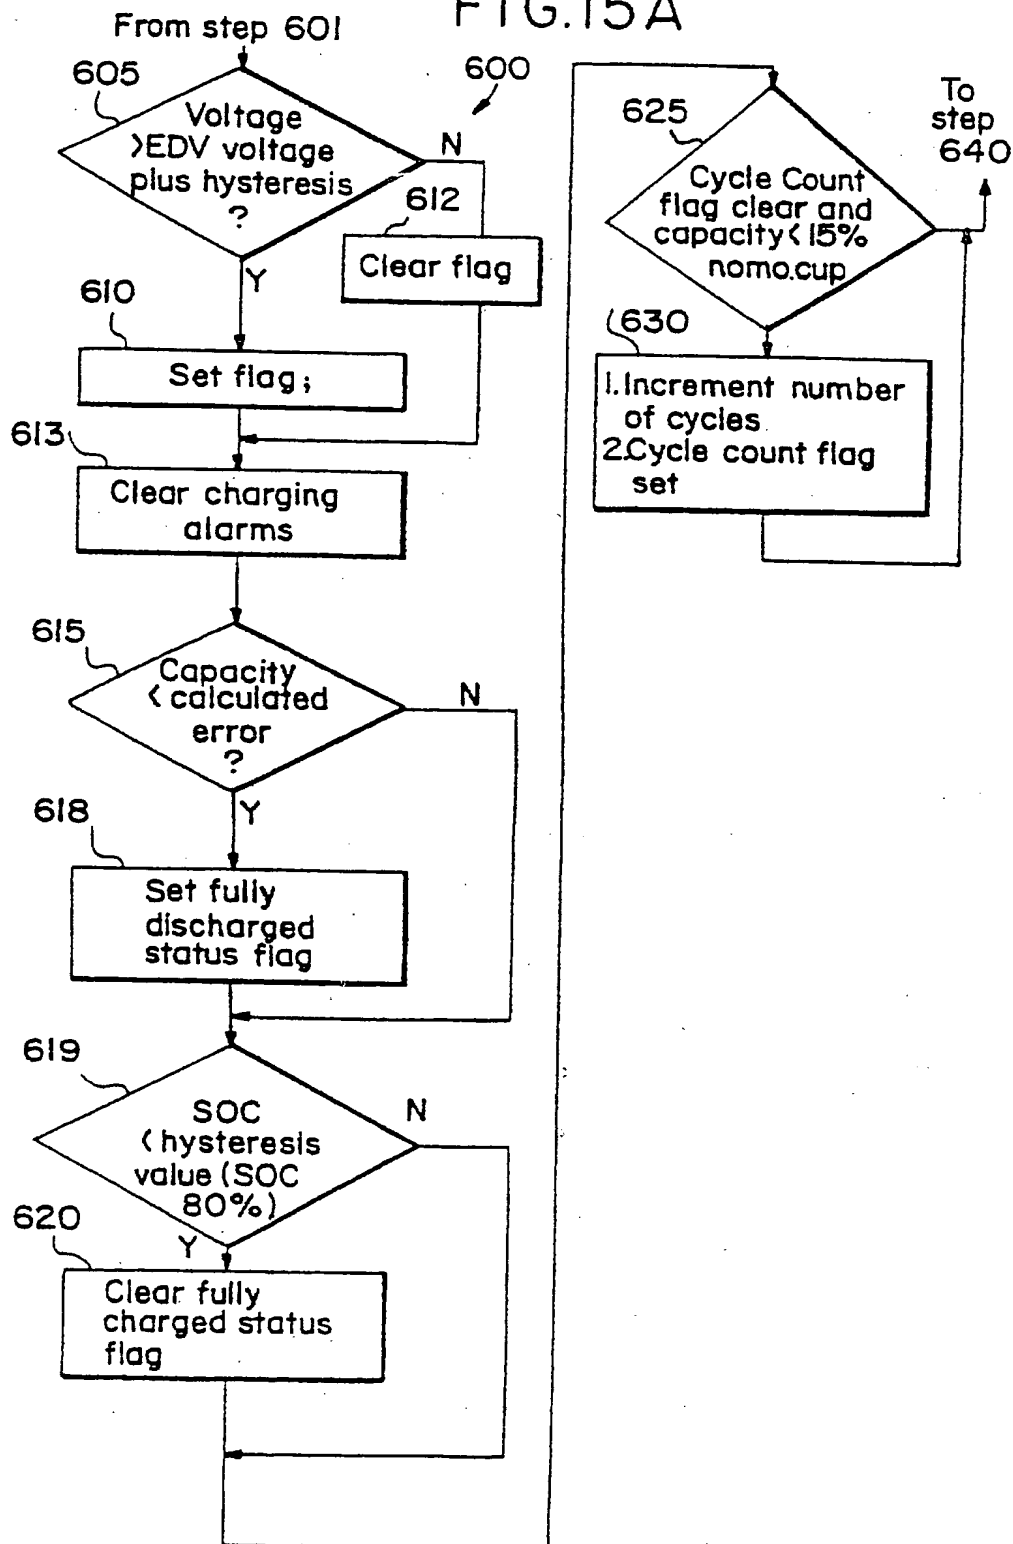 FIG.15A
From step 601
605
600
Voltage
>EDV voltage
plus hysteresis
?
N
612
Clear flag
Y
610
Set flag;
613
Clear charging
alarms
615
Capacity
< calculated
error
?
N
Y
618
Set fully
discharged
status flag
619
SOC
< hysteresis
value (SOC
80%)
N
Y
620
Clear fully
charged status
flag
625
Cycle Count
flag clear and
capacity < 15%
nomo.cup
To
step
640
630
1. Increment number
of cycles
2. Cycle count flag
set